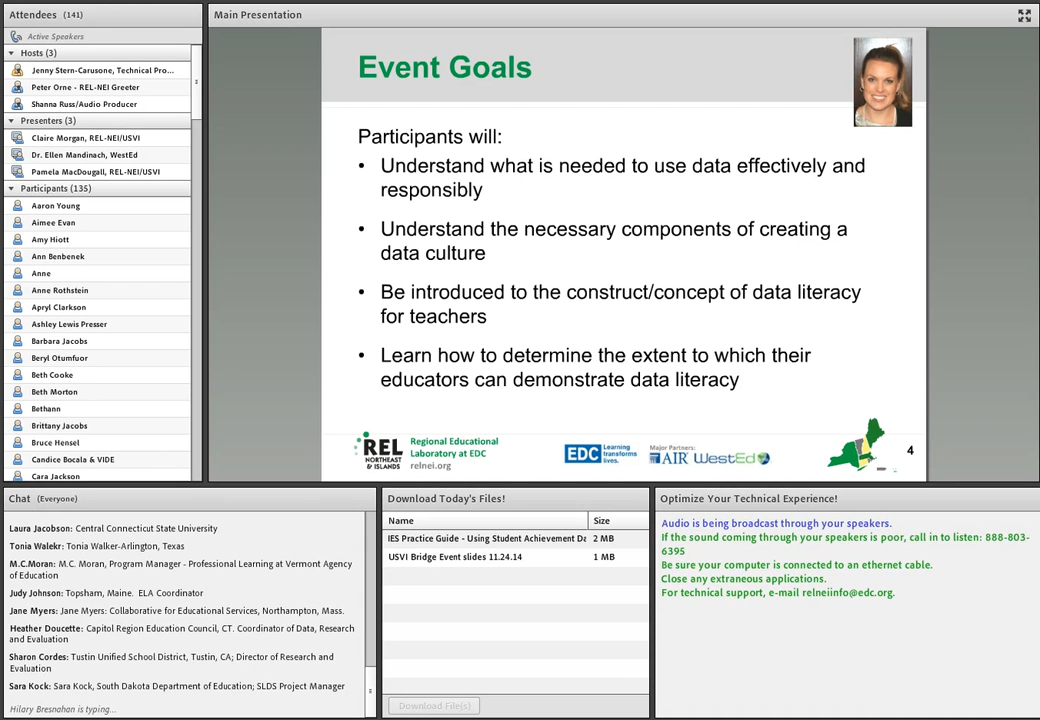 Attendees (141)
Active Speakers
Hosts (3)
Jenny Stern-Carusone, Technical Pro...
Peter Orne - REL-NEI Greeter
Shanna Russ/Audio Producer
Presenters (3)
Claire Morgan, REL-NEI/USVI
Dr. Ellen Mandinach, WestEd
Pamela MacDougall, REL-NEI/USVI
Participants (135)
Aaron Young
Aimee Evan
Amy Hiott
Ann Benbenek
Anne
Anne Rothstein
Apryl Clarkson
Ashley Lewis Presser
Barbara Jacobs
Beryl Otumfuor
Beth Cooke
Beth Morton
Bethann
Brittany Jacobs
Bruce Hensel
Candice Bocala & VIDE
Cara Jackson
Main Presentation
Event Goals
Participants will:
• Understand what is needed to use data effectively and
responsibly
• Understand the necessary components of creating a
data culture
• Be introduced to the construct/concept of data literacy
for teachers
• Learn how to determine the extent to which their
educators can demonstrate data literacy
REL
NORTHEAST
& ISLANDS
Regional Educational
Laboratory at EDC
relnei.org
EDC
Learning
transforms
lives.
Major Partners:
AIR WestEd
4
Chat (Everyone)
Laura Jacobson: Central Connecticut State University
Tonia Walekr: Tonia Walker-Arlington, Texas
M.C.Moran: M.C. Moran, Program Manager - Professional Learning at Vermont Agency
of Education
Judy Johnson: Topsham, Maine. ELA Coordinator
Jane Myers: Jane Myers: Collaborative for Educational Services, Northampton, Mass.
Heather Doucette: Capitol Region Education Council, CT. Coordinator of Data, Research
and Evaluation
Sharon Cordes: Tustin Unified School District, Tustin, CA; Director of Research and
Evaluation
Sara Kock: Sara Kock, South Dakota Department of Education; SLDS Project Manager
Hilary Bresnahan is typing...
Download Today's Files!
Name Size
IES Practice Guide - Using Student Achievement Da 2 MB
USVI Bridge Event slides 11.24.14 1 MB
Download File(s)
Optimize Your Technical Experience!
Audio is being broadcast through your speakers.
If the sound coming through your speakers is poor, call in to listen: 888-803-
6395
Be sure your computer is connected to an ethernet cable.
Close any extraneous applications.
For technical support, e-mail relneiinfo@edc.org.